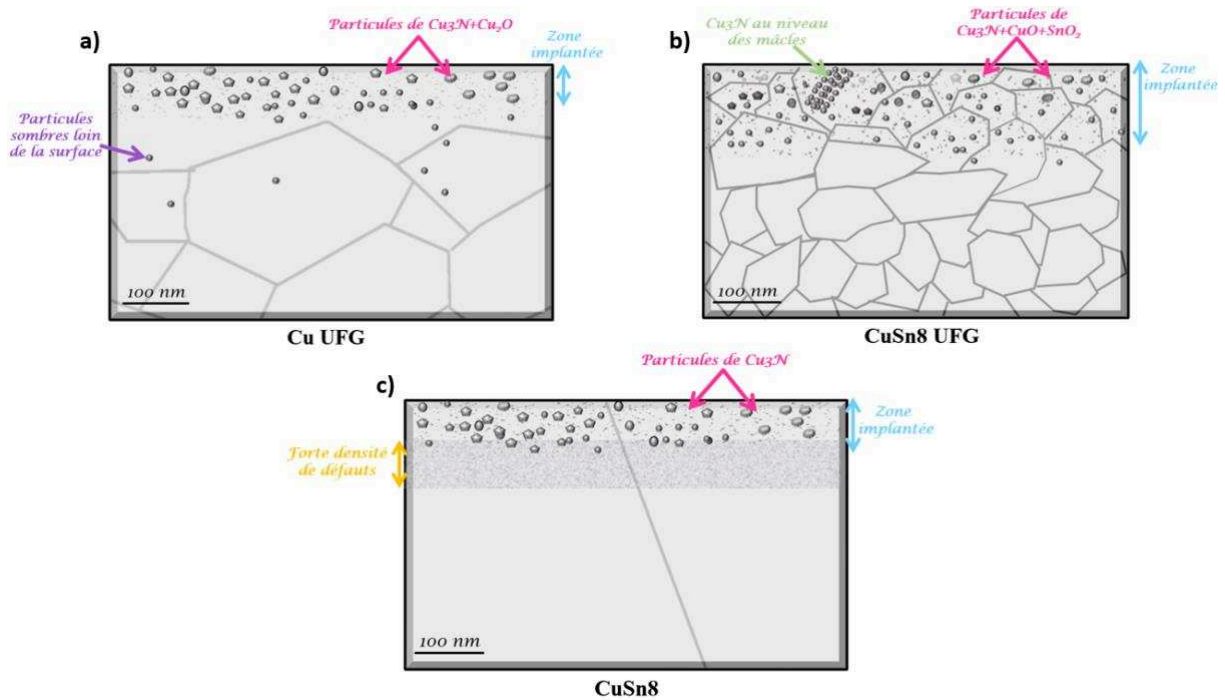 a)
Particules de Cu3N+Cu₂O
Zone
implantée
Particules
sombres loin
de la surface
100 nm
Cu UFG
b)
Cu3N au niveau
des mâcles
Particules de
Cu3N+CuO+SnO₂
Zone
implantée
100 nm
CuSn8 UFG
c)
Particules de Cu3N
Zone
implantée
Forte densité
de défauts
100 nm
CuSn8